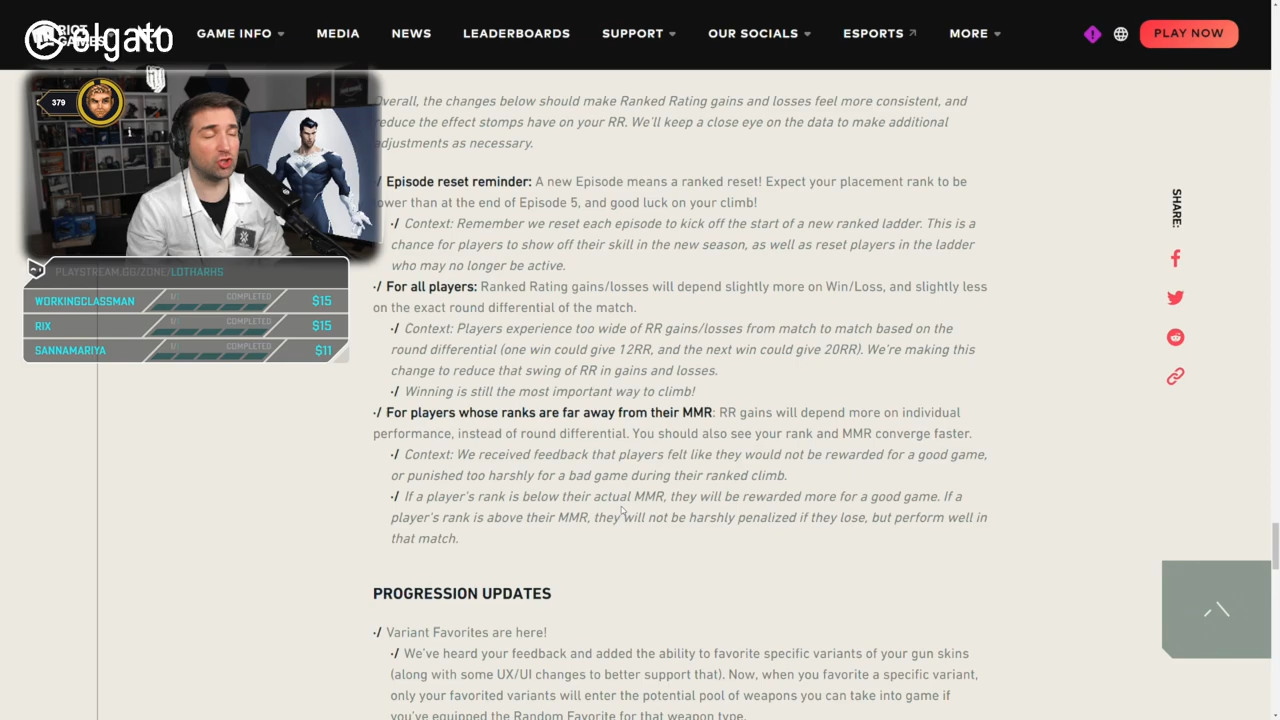 RIOT GAMES
elgato
GAME INFO
MEDIA
NEWS
LEADERBOARDS
SUPPORT
OUR SOCIALS
ESPORTS
MORE
PLAY NOW
379
1
PLAYSTREAM.GG/ZONE/LOTHARHS
WORKINGCLASSMAN 1/1 COMPLETED $15
RIX 1/1 COMPLETED $15
SANNAMARIYA 1/1 COMPLETED $11
Overall, the changes below should make Ranked Rating gains and losses feel more consistent, and
reduce the effect stomps have on your RR. We'll keep a close eye on the data to make additional
adjustments as necessary.
Episode reset reminder: A new Episode means a ranked reset! Expect your placement rank to be
lower than at the end of Episode 5, and good luck on your climb!
Context: Remember we reset each episode to kick off the start of a new ranked ladder. This is a
chance for players to show off their skill in the new season, as well as reset players in the ladder
who may no longer be active.
For all players: Ranked Rating gains/losses will depend slightly more on Win/Loss, and slightly less
on the exact round differential of the match.
Context: Players experience too wide of RR gains/losses from match to match based on the
round differential (one win could give 12RR, and the next win could give 20RR). We're making this
change to reduce that swing of RR in gains and losses.
Winning is still the most important way to climb!
For players whose ranks are far away from their MMR: RR gains will depend more on individual
performance, instead of round differential. You should also see your rank and MMR converge faster.
Context: We received feedback that players felt like they would not be rewarded for a good game,
or punished too harshly for a bad game during their ranked climb.
If a player's rank is below their actual MMR, they will be rewarded more for a good game. If a
player's rank is above their MMR, they will not be harshly penalized if they lose, but perform well in
that match.
PROGRESSION UPDATES
Variant Favorites are here!
We've heard your feedback and added the ability to favorite specific variants of your gun skins
(along with some UX/UI changes to better support that). Now, when you favorite a specific variant,
only your favorited variants will enter the potential pool of weapons you can take into game if
you've equipped the Random Favorite for that weapon type.
SHARE: